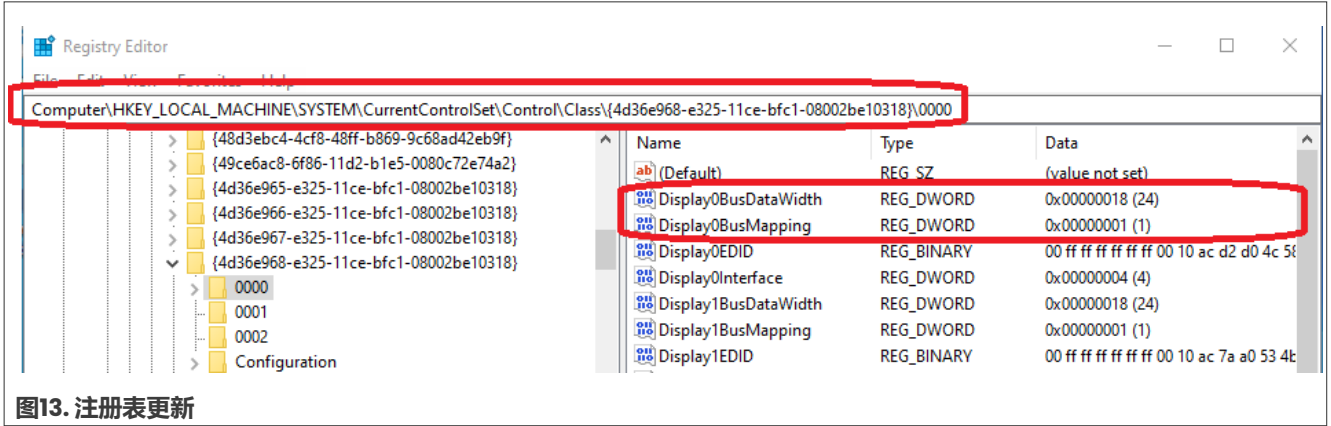 Registry Editor
File Edit View Favorites Help
Computer\HKEY_LOCAL_MACHINE\SYSTEM\CurrentControlSet\Control\Class\{4d36e968-e325-11ce-bfc1-08002be10318}\0000
{48d3ebc4-4cf8-48ff-b869-9c68ad42eb9f}
{49ce6ac8-6f86-11d2-b1e5-0080c72e74a2}
{4d36e965-e325-11ce-bfc1-08002be10318}
{4d36e966-e325-11ce-bfc1-08002be10318}
{4d36e967-e325-11ce-bfc1-08002be10318}
{4d36e968-e325-11ce-bfc1-08002be10318}
0000
0001
0002
Configuration
Name Type Data
(Default) REG_SZ (value not set)
Display0BusDataWidth REG_DWORD 0x00000018 (24)
Display0BusMapping REG_DWORD 0x00000001 (1)
Display0EDID REG_BINARY 00 ff ff ff ff ff ff 00 10 ac d2 d0 4c 58
Display0Interface REG_DWORD 0x00000004 (4)
Display1BusDataWidth REG_DWORD 0x00000018 (24)
Display1BusMapping REG_DWORD 0x00000001 (1)
Display1EDID REG_BINARY 00 ff ff ff ff ff ff 00 10 ac 7a a0 53 4b
图13. 注册表更新